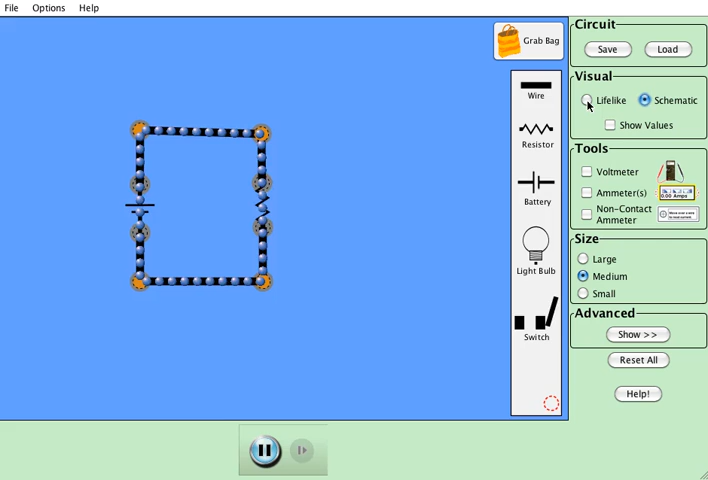 File Options Help
Grab Bag
Wire
Resistor
Battery
Light Bulb
Switch
Circuit
Save Load
Visual
Lifelike Schematic
Show Values
Tools
Voltmeter
Ammeter(s)
0.00 Amps
Non-Contact
Ammeter
Size
Large
Medium
Small
Advanced
Show >>
Reset All
Help!